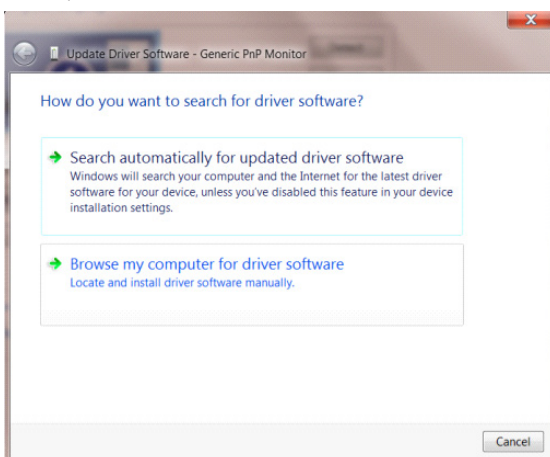 Update Driver Software - Generic PnP Monitor
How do you want to search for driver software?
Search automatically for updated driver software
Windows will search your computer and the Internet for the latest driver
software for your device, unless you've disabled this feature in your device
installation settings.
Browse my computer for driver software
Locate and install driver software manually.
Cancel